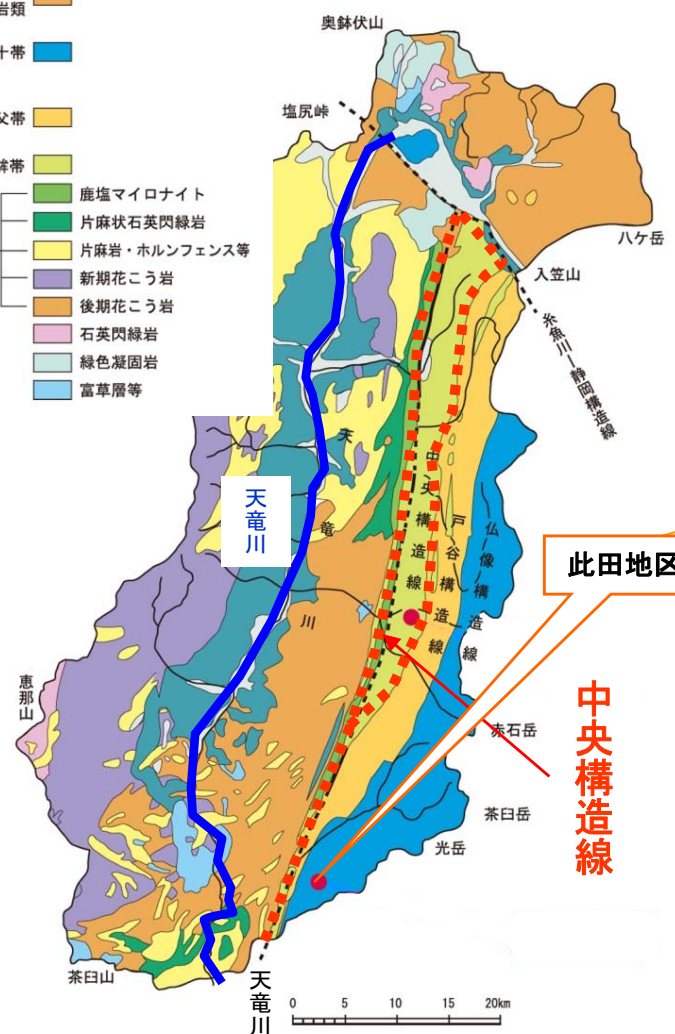 岩類
十帯
父帯
帯
鹿塩マイロナイト
片麻状石英閃緑岩
片麻岩・ホルンフェンス等
新期花こう岩
後期花こう岩
石英閃緑岩
緑色凝固岩
富草層等
奥鉢伏山
塩尻峠
八ケ岳
入笠山
糸魚川―静岡構造線
天竜川
天竜川
中央構造線
戸谷構造線
仏像構造線
此田地区
恵那山
赤石岳
中央構造線
茶臼岳
光岳
茶臼山
天竜川
0 5 10 15 20km